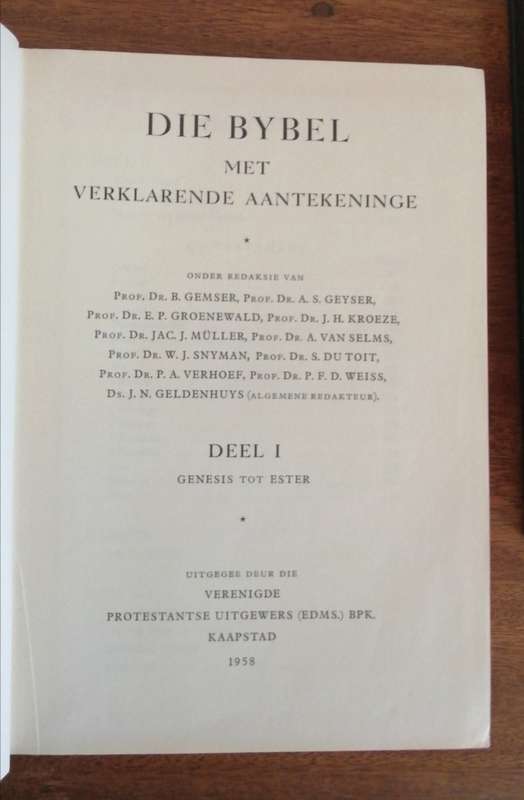 DIE BYBEL
MET
VERKLARENDE AANTEKENINGE
*
ONDER REDAKSIE VAN
PROF. DR. B. GEMSER, PROF. DR. A. S. GEYSER,
PROF. DR. E. P. GROENEWALD, PROF. DR. J. H. KROEZE,
PROF. DR. JAC. J. MÜLLER, PROF. DR. A. VAN SELMS,
PROF. DR. W. J. SNYMAN, PROF. DR. S. DU TOIT,
PROF. DR. P. A. VERHOEF, PROF. DR. P. F. D. WEISS,
DS. J. N. GELDENHUYS (ALGEMENE REDAKTEUR).
DEEL I
GENESIS TOT ESTER
*
UITGEGEE DEUR DIE
VERENIGDE
PROTESTANTSE UITGEWERS (EDMS.) BPK.
KAAPSTAD
1958